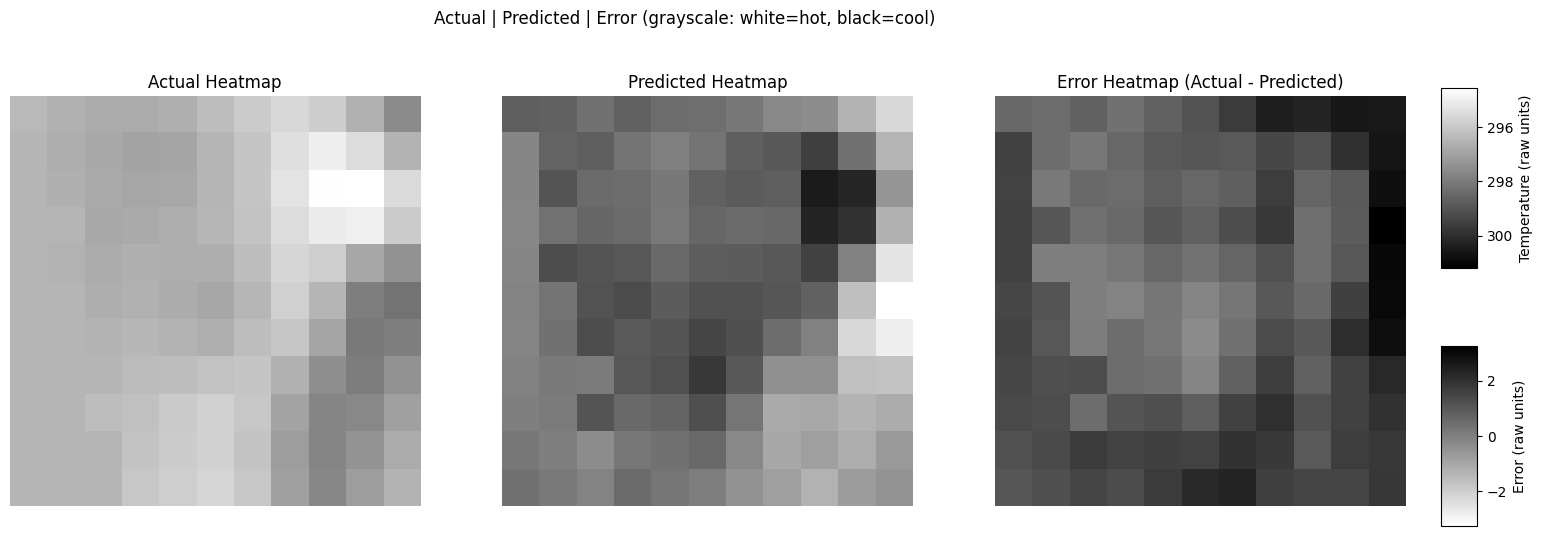 Actual | Predicted | Error (grayscale: white=hot, black=cool)
Actual Heatmap
Predicted Heatmap
Error Heatmap (Actual - Predicted)
296
298
300
Temperature (raw units)
2
0
−2
Error (raw units)